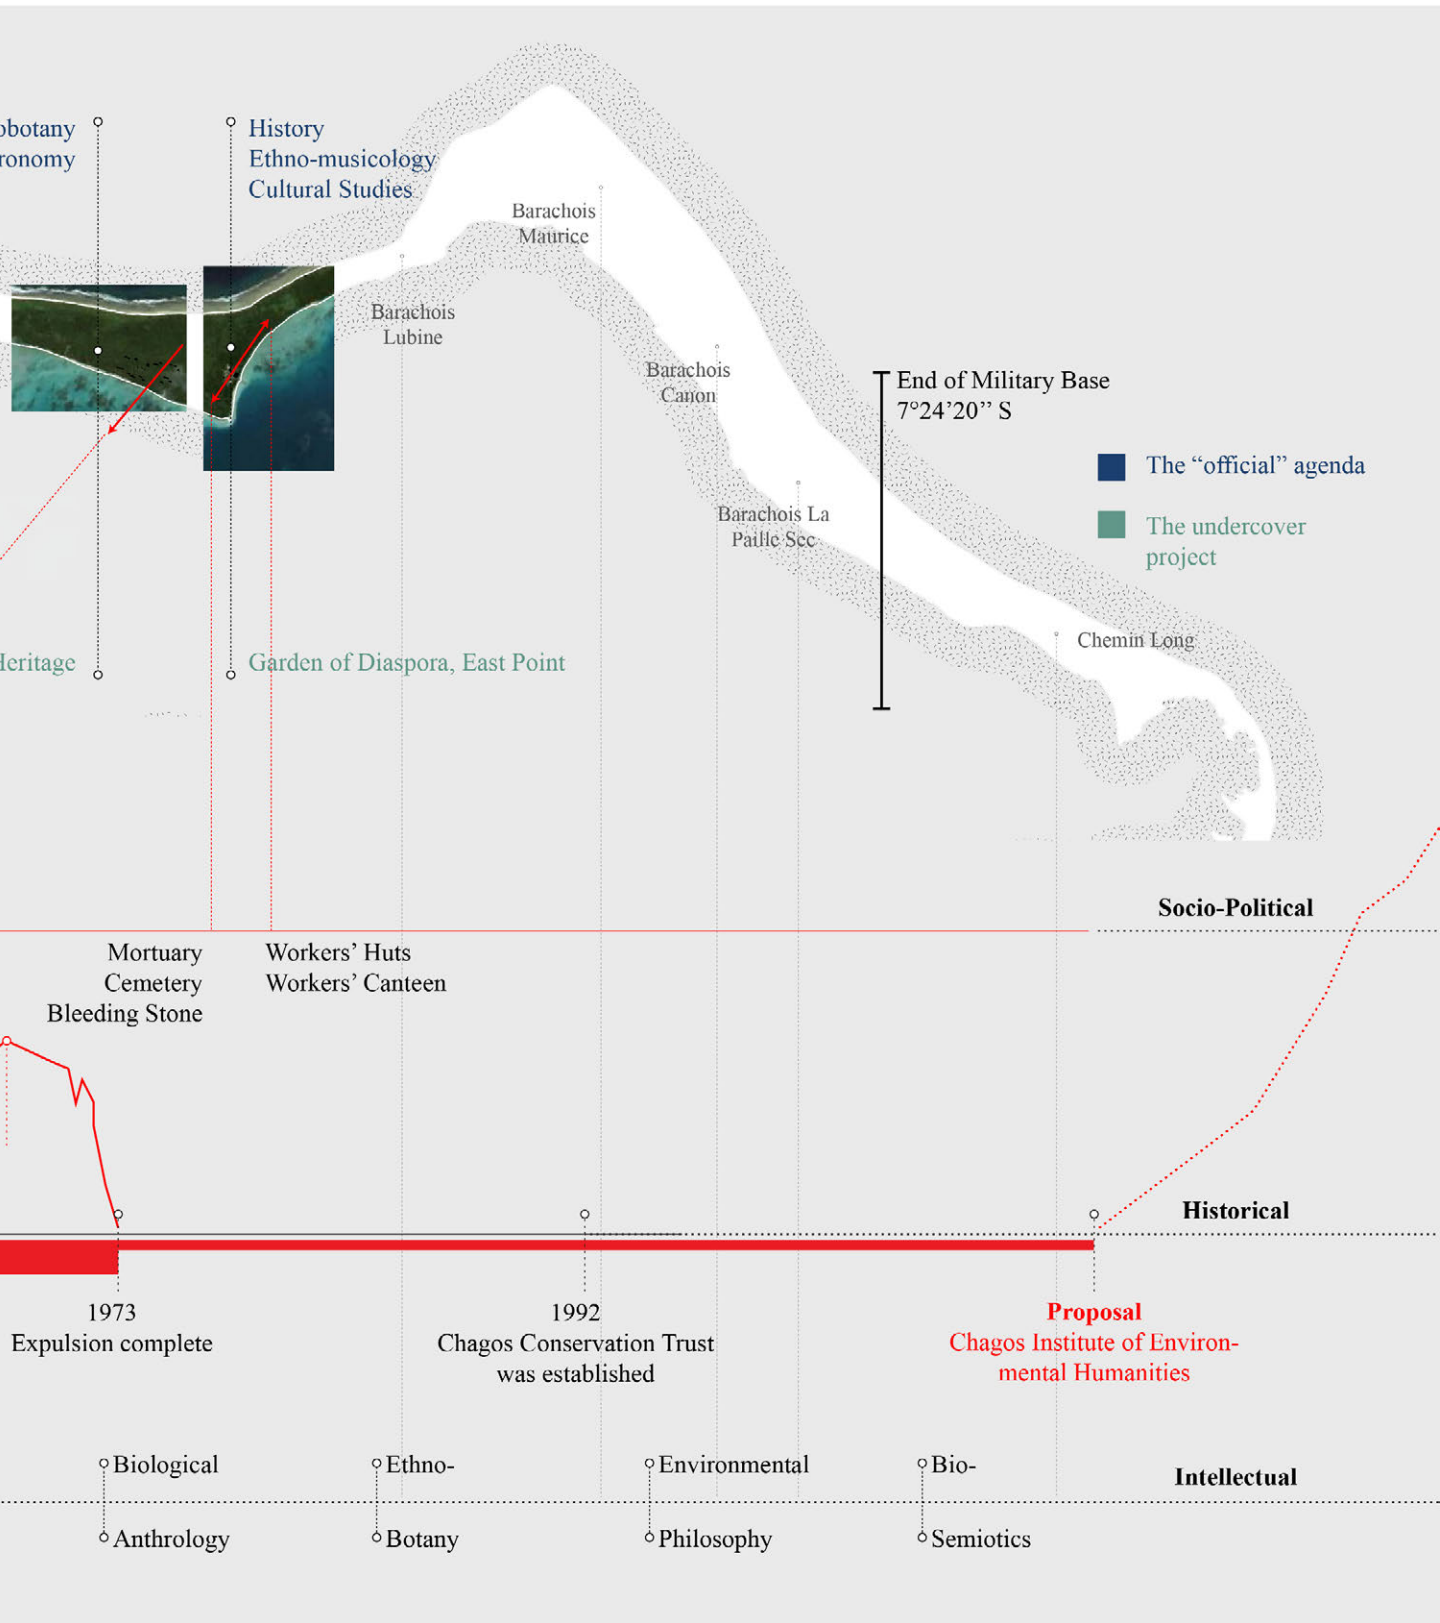 obotany
ronomy
History
Ethno-musicology
Cultural Studies
Barachois
Maurice
Barachois
Lubine
Barachois
Canon
End of Military Base
7°24’20’’ S
The “official” agenda
The undercover
project
Barachois La
Paille Sec
Chemin Long
Heritage
Garden of Diaspora, East Point
Socio-Political
Mortuary
Cemetery
Bleeding Stone
Workers’ Huts
Workers’ Canteen
Historical
1973
Expulsion complete
1992
Chagos Conservation Trust
was established
Proposal
Chagos Institute of Environ-
mental Humanities
Biological
Ethno-
Environmental
Bio-
Intellectual
Anthrology
Botany
Philosophy
Semiotics